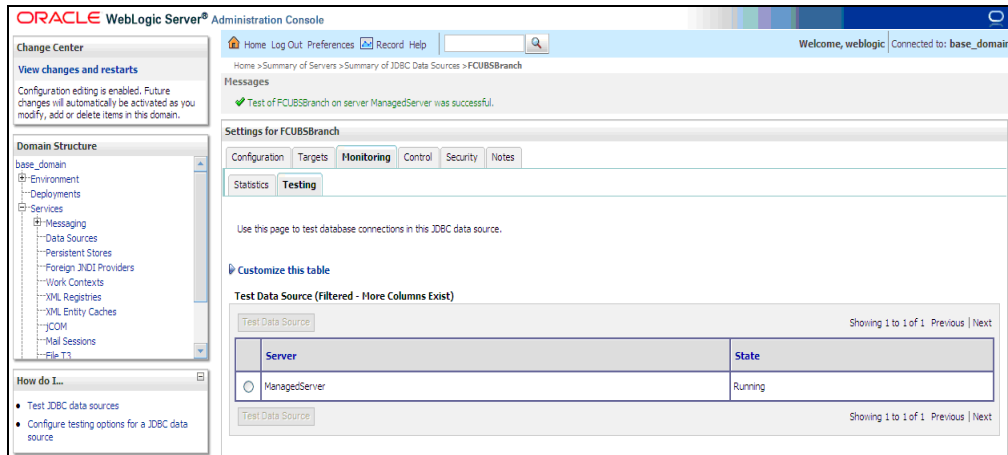 ORACLE WebLogic Server® Administration Console
Change Center
View changes and restarts
Configuration editing is enabled. Future
changes will automatically be activated as you
modify, add or delete items in this domain.
Domain Structure
base_domain
Environment
Deployments
Services
Messaging
Data Sources
Persistent Stores
Foreign JNDI Providers
Work Contexts
XML Registries
XML Entity Caches
jCOM
Mail Sessions
File T3
How do I...
Test JDBC data sources
Configure testing options for a JDBC data
source
Home Log Out Preferences Record Help
Welcome, weblogic Connected to: base_domain
Home >Summary of Servers >Summary of JDBC Data Sources >FCUBSBranch
Messages
Test of FCUBSBranch on server ManagedServer was successful.
Settings for FCUBSBranch
Configuration Targets Monitoring Control Security Notes
Statistics Testing
Use this page to test database connections in this JDBC data source.
Customize this table
Test Data Source (Filtered - More Columns Exist)
Test Data Source Showing 1 to 1 of 1 Previous | Next
Server State
ManagedServer Running
Test Data Source Showing 1 to 1 of 1 Previous | Next